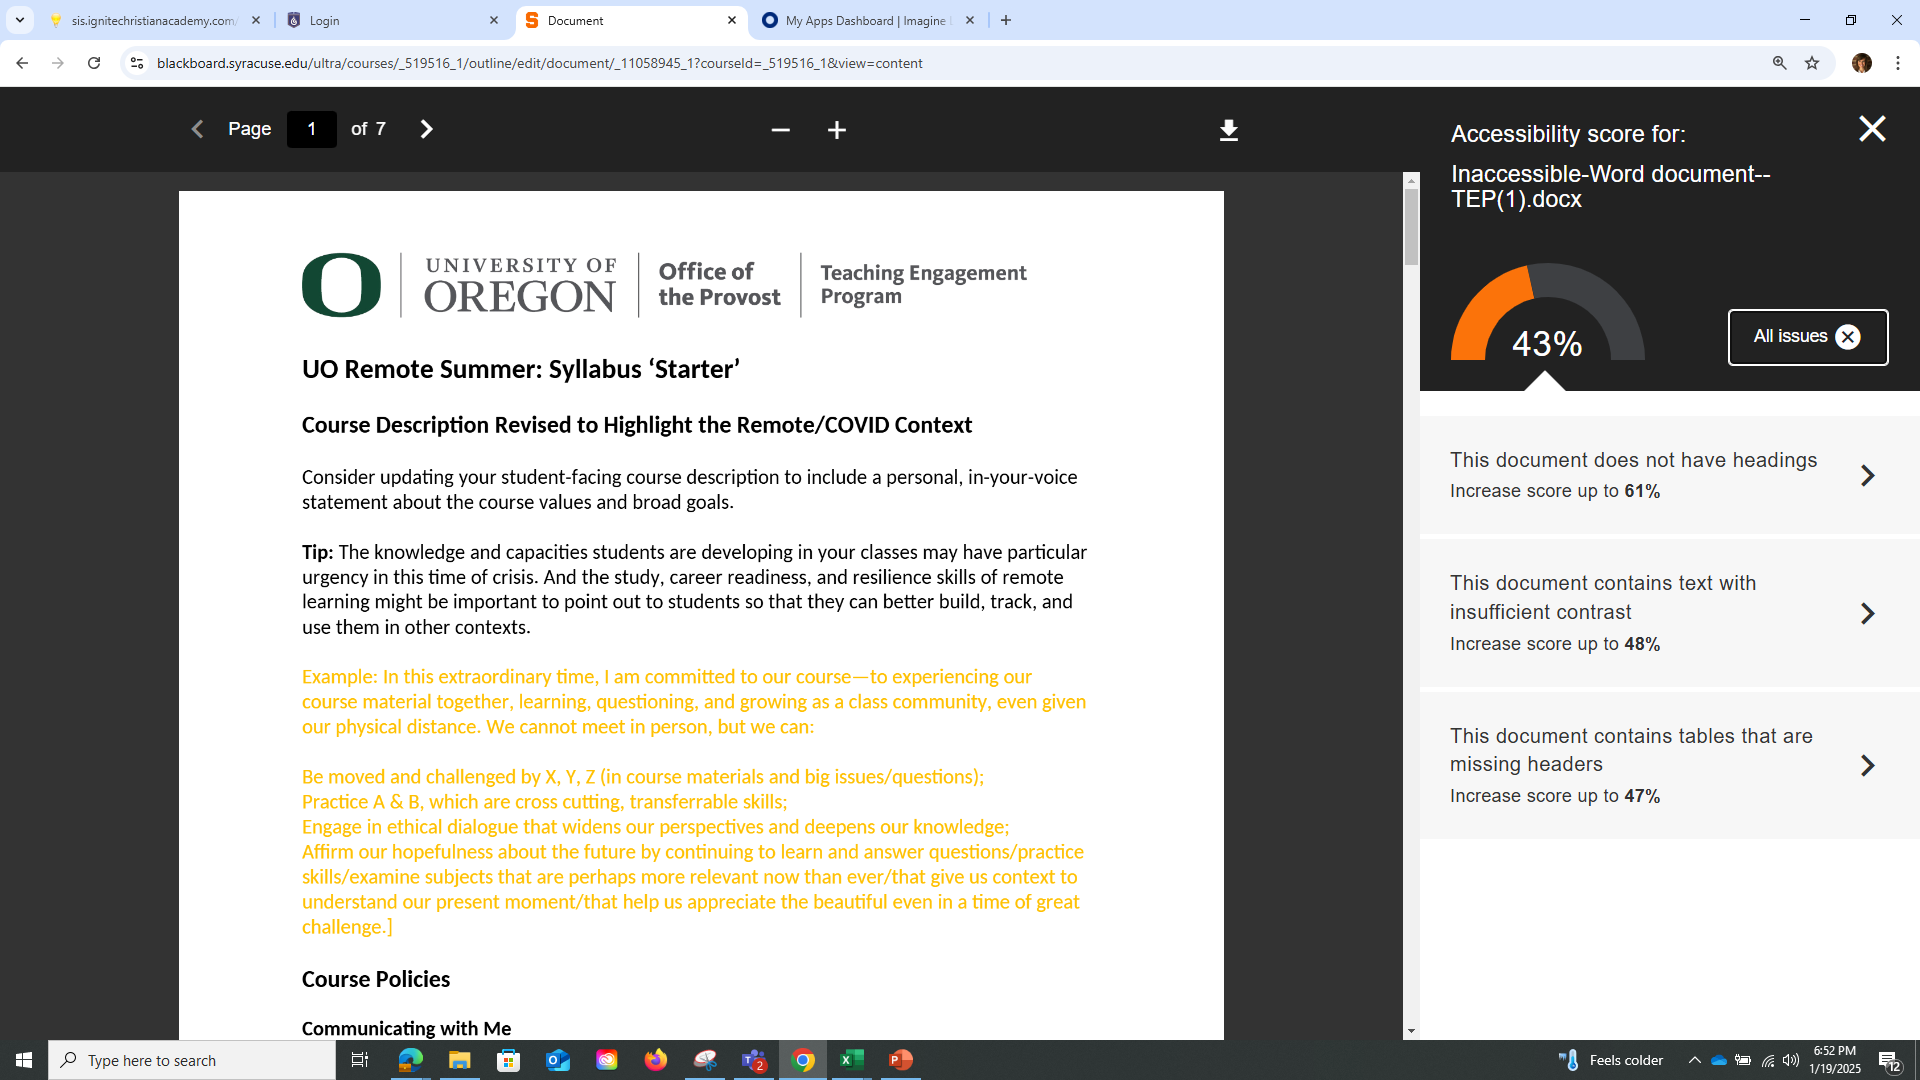 sis.ignitechristianacademy.com
Login
Document
My Apps Dashboard | Imagine
blackboard.syracuse.edu/ultra/courses/_519516_1/outline/edit/document/_11058945_1?courseId=_519516_1&view=content
Page 1 of 7
UNIVERSITY OF
OREGON
Office of
the Provost
Teaching Engagement
Program
UO Remote Summer: Syllabus ‘Starter’
Course Description Revised to Highlight the Remote/COVID Context
Consider updating your student-facing course description to include a personal, in-your-voice
statement about the course values and broad goals.
Tip: The knowledge and capacities students are developing in your classes may have particular
urgency in this time of crisis. And the study, career readiness, and resilience skills of remote
learning might be important to point out to students so that they can better build, track, and
use them in other contexts.
Example: In this extraordinary time, I am committed to our course—to experiencing our
course material together, learning, questioning, and growing as a class community, even given
our physical distance. We cannot meet in person, but we can:
Be moved and challenged by X, Y, Z (in course materials and big issues/questions);
Practice A & B, which are cross cutting, transferrable skills;
Engage in ethical dialogue that widens our perspectives and deepens our knowledge;
Affirm our hopefulness about the future by continuing to learn and answer questions/practice
skills/examine subjects that are perhaps more relevant now than ever/that give us context to
understand our present moment/that help us appreciate the beautiful even in a time of great
challenge.]
Course Policies
Communicating with Me
Accessibility score for:
Inaccessible-Word document--
TEP(1).docx
43%
All issues
This document does not have headings
Increase score up to 61%
This document contains text with
insufficient contrast
Increase score up to 48%
This document contains tables that are
missing headers
Increase score up to 47%
Type here to search
2
Feels colder
6:52 PM
1/19/2025
12